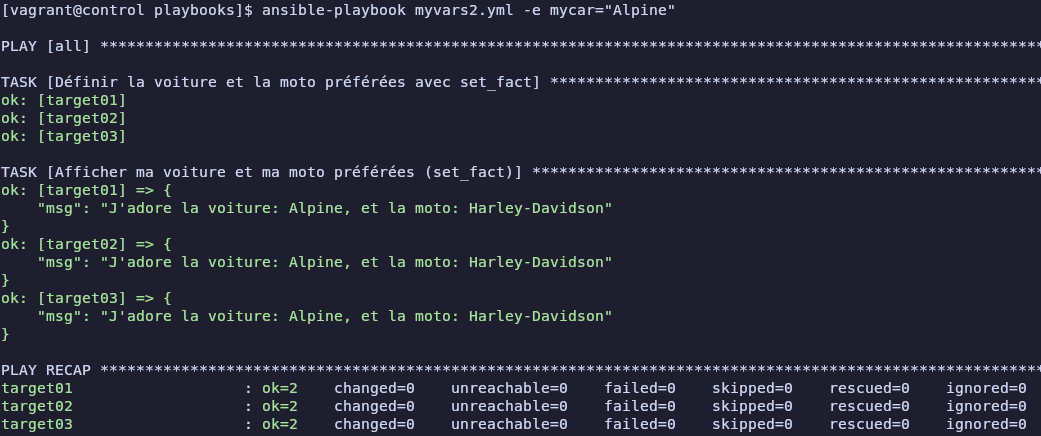 [vagrant@control playbooks]$ ansible-playbook myvars2.yml -e mycar="Alpine"
PLAY [all] *********************************************************************************************************
TASK [Définir la voiture et la moto préférées avec set_fact] *******************************************************
ok: [target01]
ok: [target02]
ok: [target03]
TASK [Afficher ma voiture et ma moto préférées (set_fact)] *********************************************************
ok: [target01] => {
    "msg": "J'adore la voiture: Alpine, et la moto: Harley-Davidson"
}
ok: [target02] => {
    "msg": "J'adore la voiture: Alpine, et la moto: Harley-Davidson"
}
ok: [target03] => {
    "msg": "J'adore la voiture: Alpine, et la moto: Harley-Davidson"
}
PLAY RECAP *********************************************************************************************************
target01                   : ok=2    changed=0    unreachable=0    failed=0    skipped=0    rescued=0    ignored=0
target02                   : ok=2    changed=0    unreachable=0    failed=0    skipped=0    rescued=0    ignored=0
target03                   : ok=2    changed=0    unreachable=0    failed=0    skipped=0    rescued=0    ignored=0